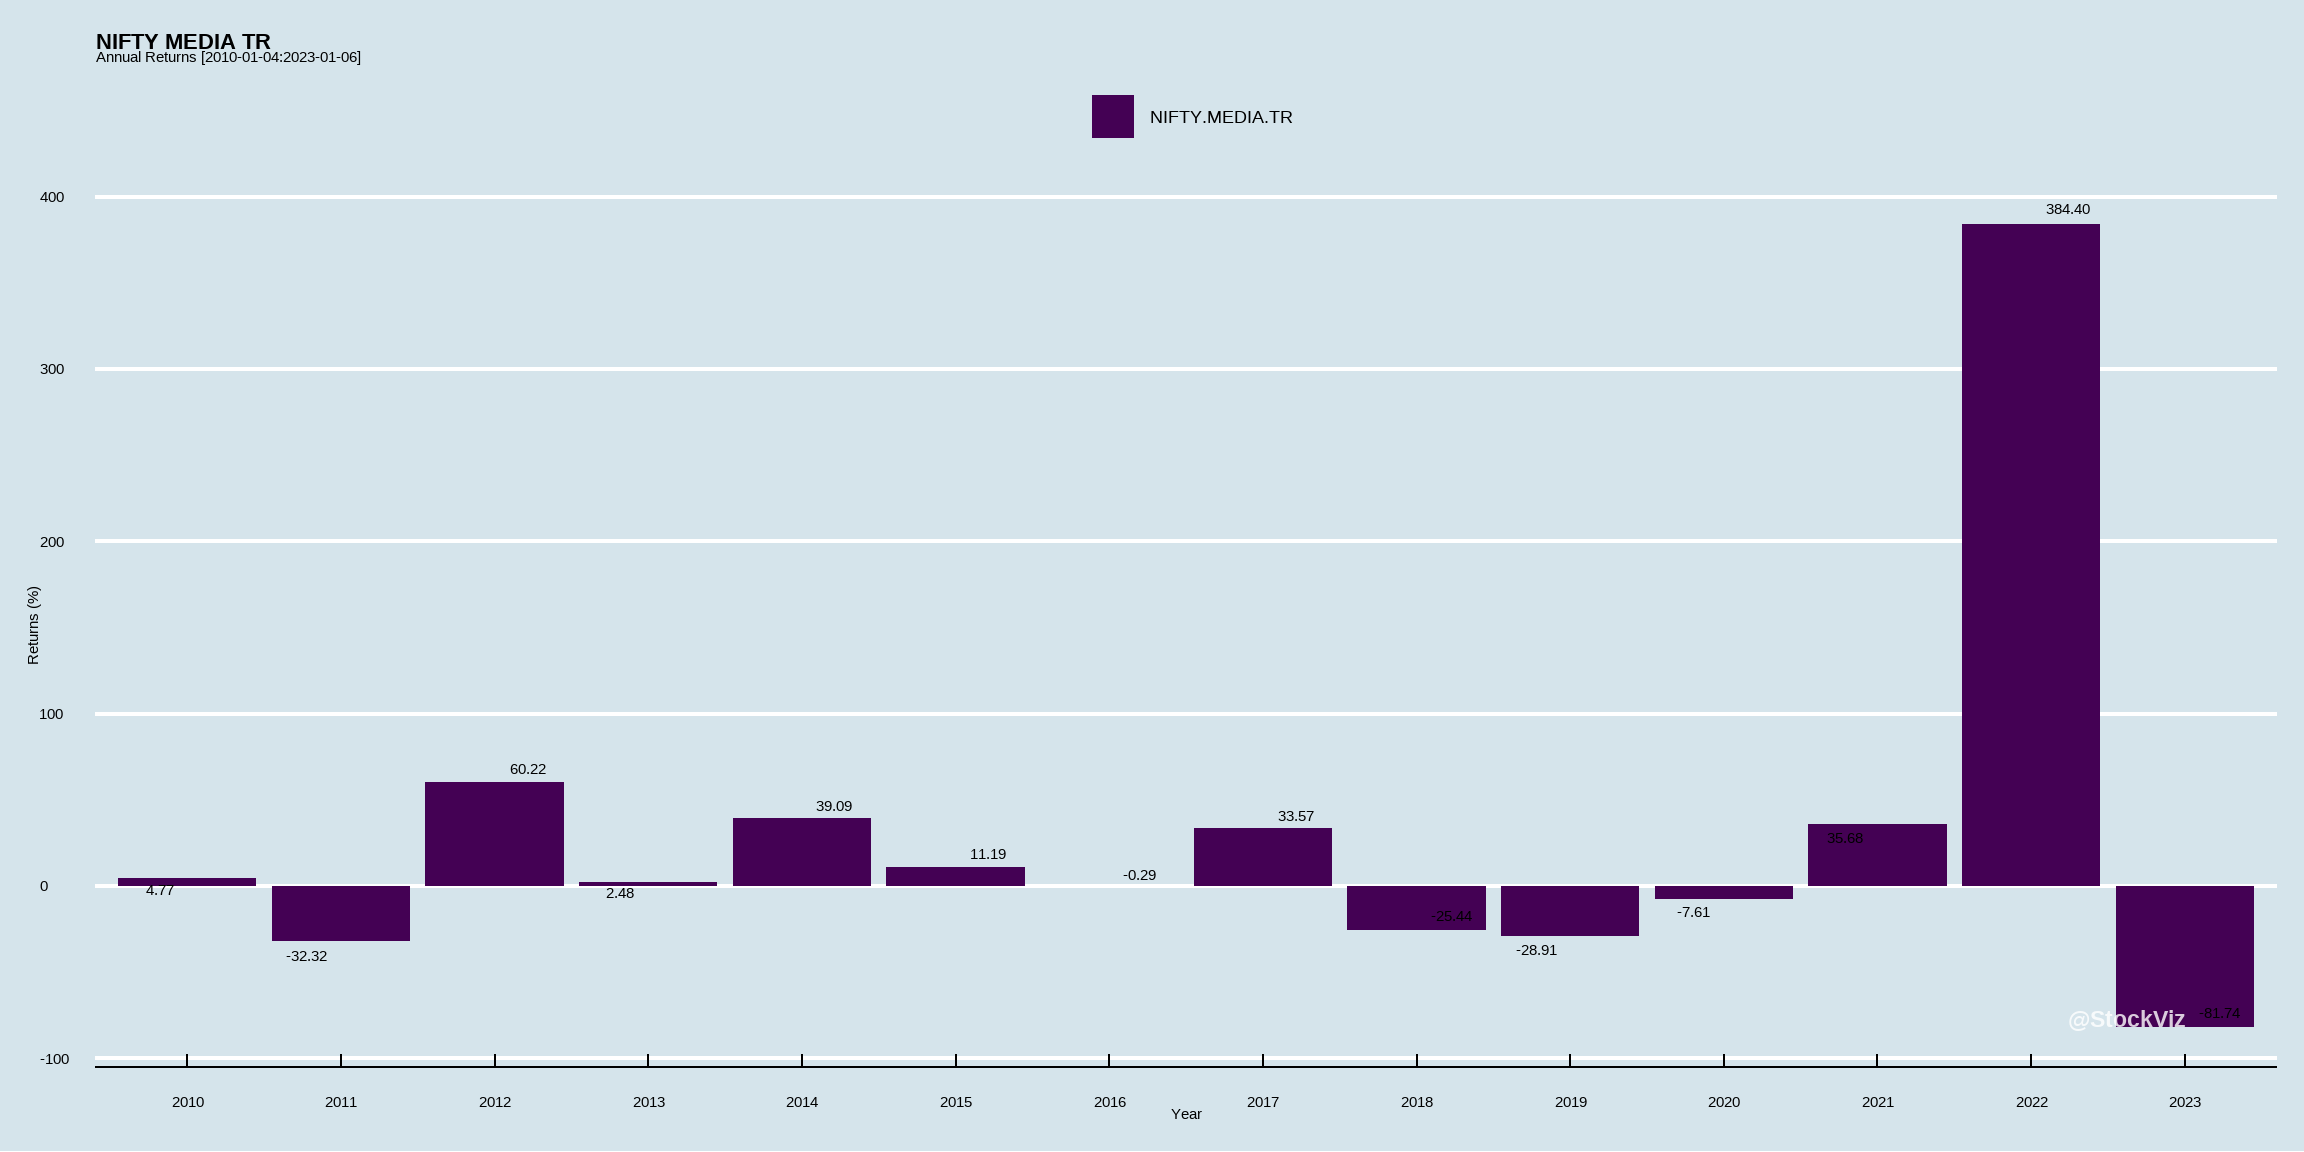 NIFTY MEDIA TR
Annual Returns [2010-01-04:2023-01-06]
NIFTY.MEDIA.TR
400
384.40
300
200
Returns (%)
100
60.22
39.09
33.57
35.68
11.19
-0.29
0
4.77
2.48
-25.44
-7.61
-32.32
-28.91
-81.74
@StockViz
-100
2010 2011 2012 2013 2014 2015 2016 2017 2018 2019 2020 2021 2022 2023
Year